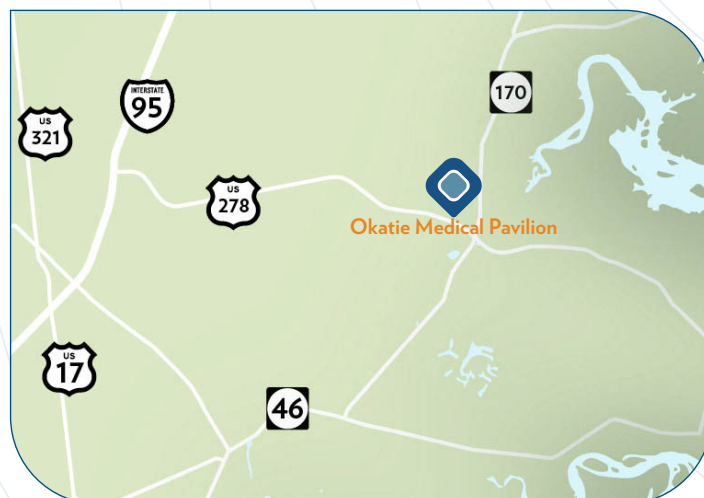 170
INTERSTATE
95
US
321
US
278
Okatie Medical Pavilion
US
17
46